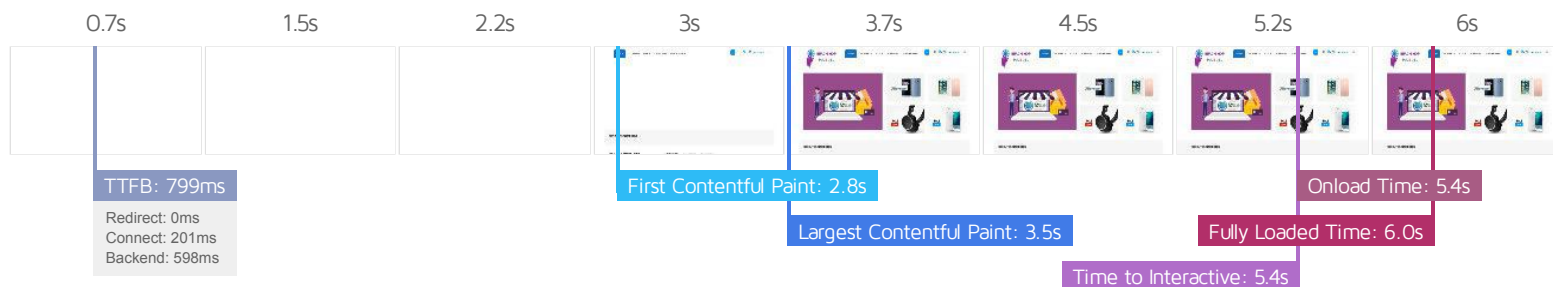 0.7s
1.5s
2.2s
3s
3.7s
4.5s
5.2s
6s
TTFB: 799ms
Redirect: 0ms
Connect: 201ms
Backend: 598ms
First Contentful Paint: 2.8s
Largest Contentful Paint: 3.5s
Time to Interactive: 5.4s
Onload Time: 5.4s
Fully Loaded Time: 6.0s